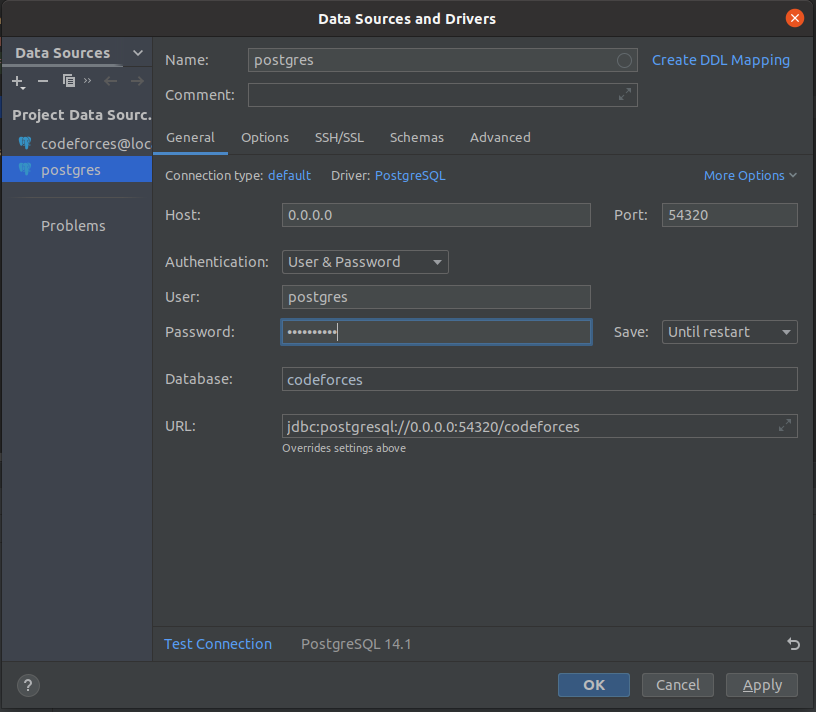 Data Sources and Drivers
Data Sources
Project Data Sourc.
codeforces@loc
postgres
Problems
Name: postgres Create DDL Mapping
Comment:
General Options SSH/SSL Schemas Advanced
Connection type: default Driver: PostgreSQL More Options
Host: 0.0.0.0 Port: 54320
Authentication: User & Password
User: postgres
Password: •••••••••• Save: Until restart
Database: codeforces
URL: jdbc:postgresql://0.0.0.0:54320/codeforces
Overrides settings above
Test Connection PostgreSQL 14.1
? OK Cancel Apply